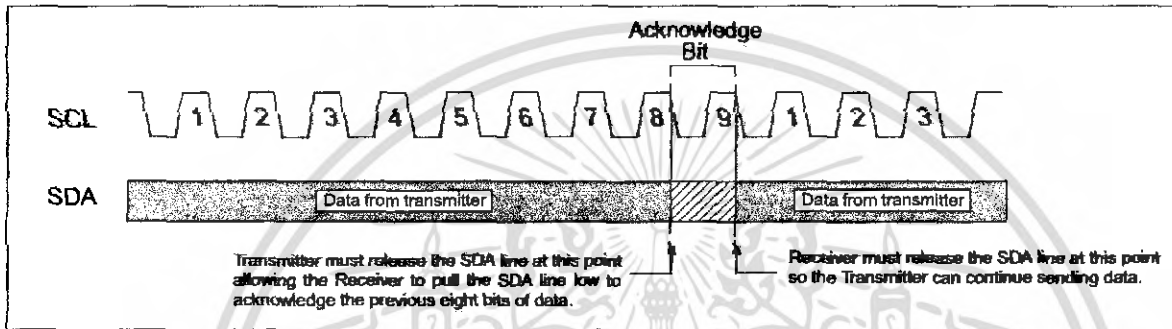 Acknowledge
Bit
SCL 1 2 3 4 5 6 7 8 9 1 2 3
SDA Data from transmitter Data from transmitter
Transmitter must release the SDA line at this point
allowing the Receiver to pull the SDA line low to
acknowledge the previous eight bits of data.
Receiver must release the SDA line at this point
so the Transmitter can continue sending data.